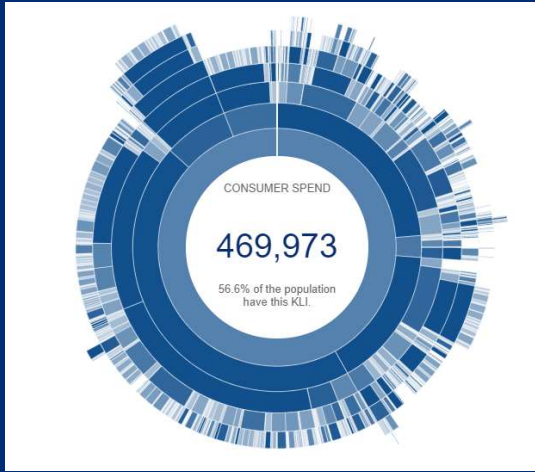 CONSUMER SPEND
469,973
56.6% of the population
have this KLI.